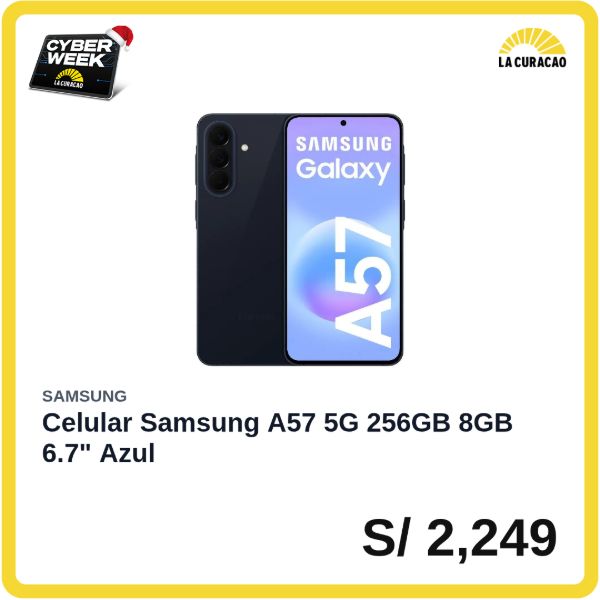 CYBER
WEEK
LA CURACAO
LA CURACAO
SAMSUNG
Galaxy
A57
SAMSUNG
Celular Samsung A57 5G 256GB 8GB
6.7" Azul
S/ 2,249